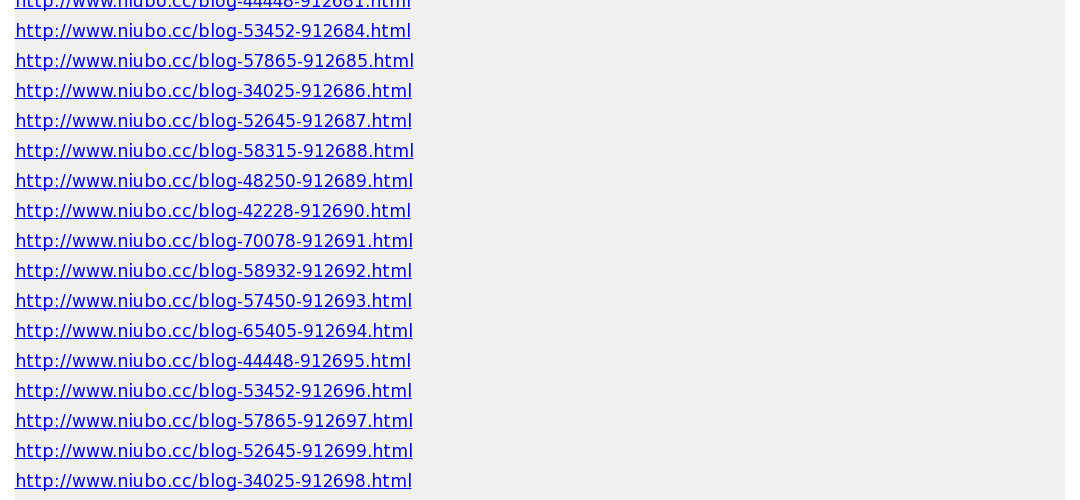 http://www.niubo.cc/blog-44448-912681.html
http://www.niubo.cc/blog-53452-912684.html
http://www.niubo.cc/blog-57865-912685.html
http://www.niubo.cc/blog-34025-912686.html
http://www.niubo.cc/blog-52645-912687.html
http://www.niubo.cc/blog-58315-912688.html
http://www.niubo.cc/blog-48250-912689.html
http://www.niubo.cc/blog-42228-912690.html
http://www.niubo.cc/blog-70078-912691.html
http://www.niubo.cc/blog-58932-912692.html
http://www.niubo.cc/blog-57450-912693.html
http://www.niubo.cc/blog-65405-912694.html
http://www.niubo.cc/blog-44448-912695.html
http://www.niubo.cc/blog-53452-912696.html
http://www.niubo.cc/blog-57865-912697.html
http://www.niubo.cc/blog-52645-912699.html
http://www.niubo.cc/blog-34025-912698.html